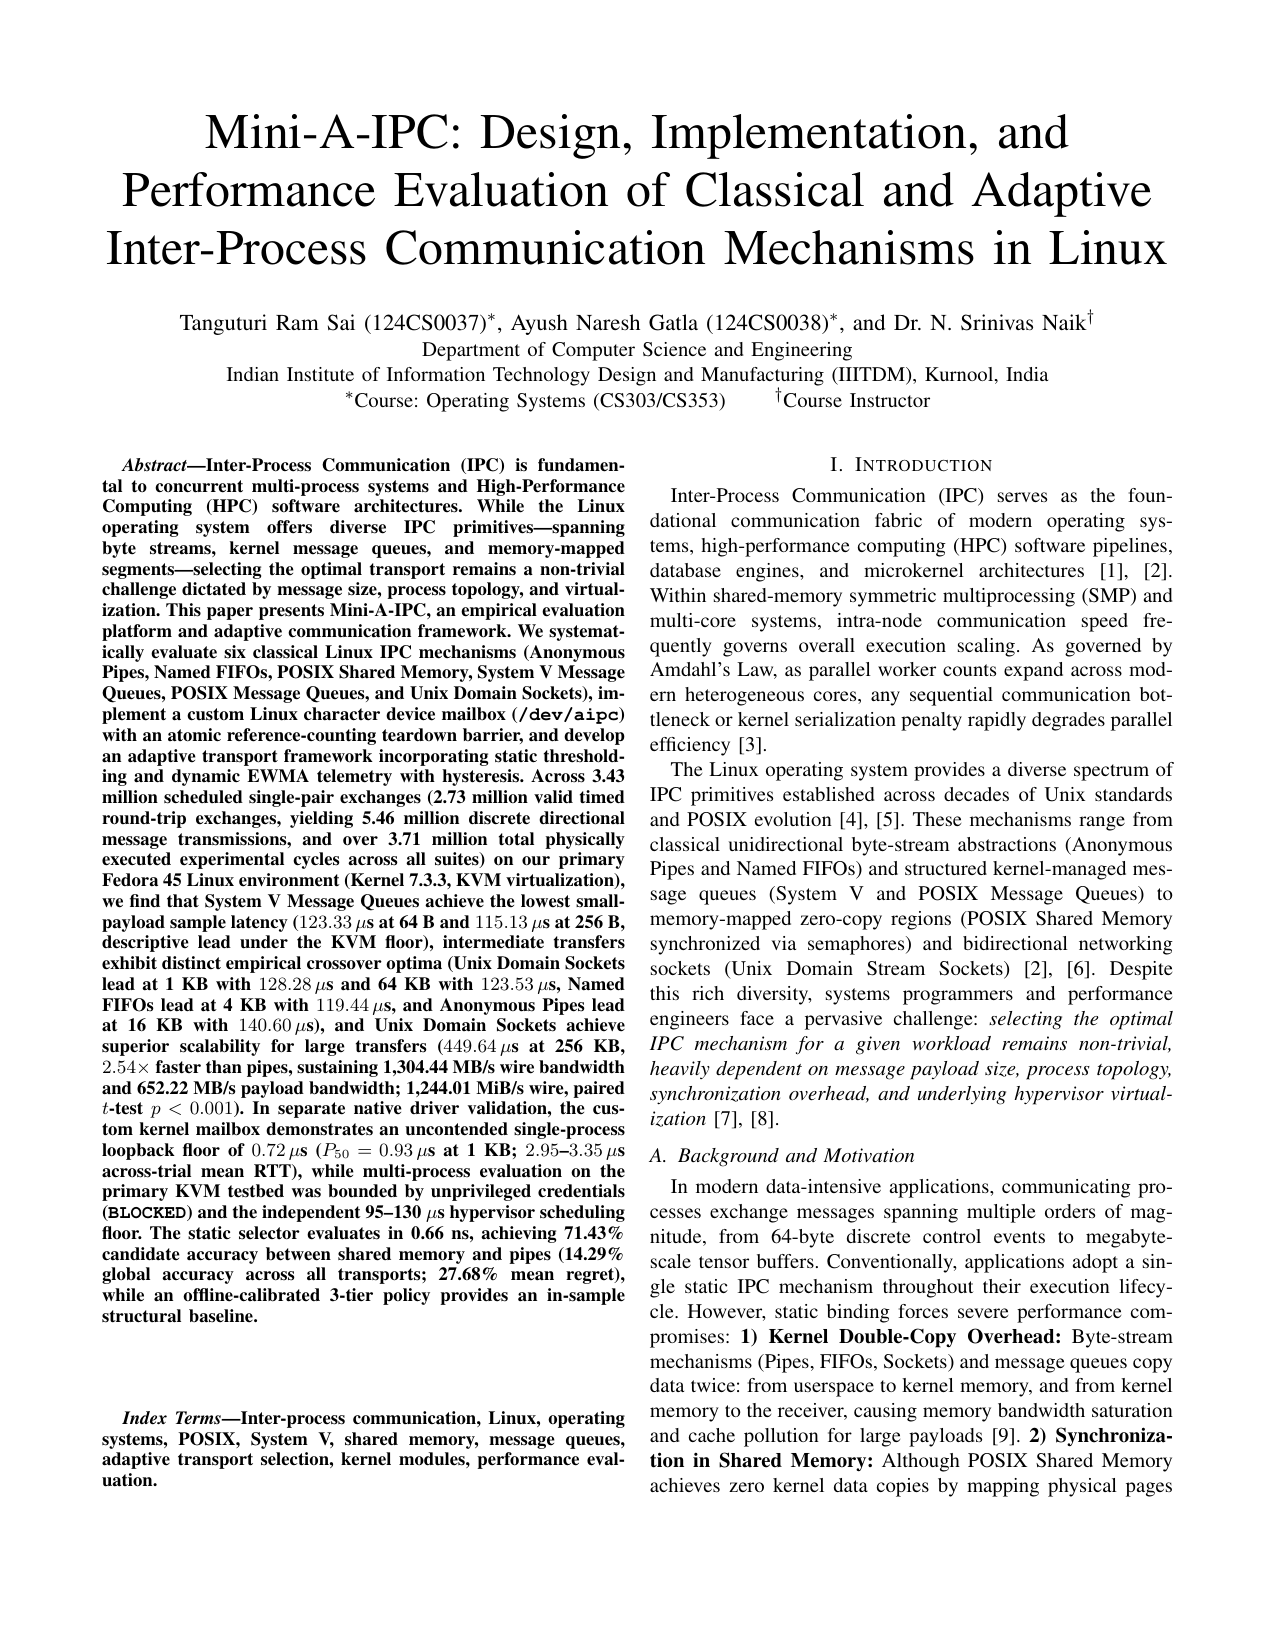 Mini-A-IPC: Design, Implementation, and
Performance Evaluation of Classical and Adaptive
Inter-Process Communication Mechanisms in Linux
Tanguturi Ram Sai (124CS0037)*, Ayush Naresh Gatla (124CS0038)*, and Dr. N. Srinivas Naik†
Department of Computer Science and Engineering
Indian Institute of Information Technology Design and Manufacturing (IIITDM), Kurnool, India
*Course: Operating Systems (CS303/CS353) †Course Instructor
Abstract—Inter-Process Communication (IPC) is fundamen-
tal to concurrent multi-process systems and High-Performance
Computing (HPC) software architectures. While the Linux
operating system offers diverse IPC primitives—spanning
byte streams, kernel message queues, and memory-mapped
segments—selecting the optimal transport remains a non-trivial
challenge dictated by message size, process topology, and virtual-
ization. This paper presents Mini-A-IPC, an empirical evaluation
platform and adaptive communication framework. We systemat-
ically evaluate six classical Linux IPC mechanisms (Anonymous
Pipes, Named FIFOs, POSIX Shared Memory, System V Message
Queues, POSIX Message Queues, and Unix Domain Sockets), im-
plement a custom Linux character device mailbox (/dev/aipc)
with an atomic reference-counting teardown barrier, and develop
an adaptive transport framework incorporating static threshold-
ing and dynamic EWMA telemetry with hysteresis. Across 3.43
million scheduled single-pair exchanges (2.73 million valid timed
round-trip exchanges, yielding 5.46 million discrete directional
message transmissions, and over 3.71 million total physically
executed experimental cycles across all suites) on our primary
Fedora 45 Linux environment (Kernel 7.3.3, KVM virtualization),
we find that System V Message Queues achieve the lowest small-
payload sample latency (123.33 μs at 64 B and 115.13 μs at 256 B,
descriptive lead under the KVM floor), intermediate transfers
exhibit distinct empirical crossover optima (Unix Domain Sockets
lead at 1 KB with 128.28 μs and 64 KB with 123.53 μs, Named
FIFOs lead at 4 KB with 119.44 μs, and Anonymous Pipes lead
at 16 KB with 140.60 μs), and Unix Domain Sockets achieve
superior scalability for large transfers (449.64 μs at 256 KB,
2.54× faster than pipes, sustaining 1,304.44 MB/s wire bandwidth
and 652.22 MB/s payload bandwidth; 1,244.01 MiB/s wire, paired
t-test p < 0.001). In separate native driver validation, the cus-
tom kernel mailbox demonstrates an uncontended single-process
loopback floor of 0.72 μs (P50 = 0.93 μs at 1 KB; 2.95–3.35 μs
across-trial mean RTT), while multi-process evaluation on the
primary KVM testbed was bounded by unprivileged credentials
(BLOCKED) and the independent 95–130 μs hypervisor scheduling
floor. The static selector evaluates in 0.66 ns, achieving 71.43%
candidate accuracy between shared memory and pipes (14.29%
global accuracy across all transports; 27.68% mean regret),
while an offline-calibrated 3-tier policy provides an in-sample
structural baseline.
Index Terms—Inter-process communication, Linux, operating
systems, POSIX, System V, shared memory, message queues,
adaptive transport selection, kernel modules, performance eval-
uation.
I. INTRODUCTION
Inter-Process Communication (IPC) serves as the foun-
dational communication fabric of modern operating sys-
tems, high-performance computing (HPC) software pipelines,
database engines, and microkernel architectures [1], [2].
Within shared-memory symmetric multiprocessing (SMP) and
multi-core systems, intra-node communication speed fre-
quently governs overall execution scaling. As governed by
Amdahl's Law, as parallel worker counts expand across mod-
ern heterogeneous cores, any sequential communication bot-
tleneck or kernel serialization penalty rapidly degrades parallel
efficiency [3].
The Linux operating system provides a diverse spectrum of
IPC primitives established across decades of Unix standards
and POSIX evolution [4], [5]. These mechanisms range from
classical unidirectional byte-stream abstractions (Anonymous
Pipes and Named FIFOs) and structured kernel-managed mes-
sage queues (System V and POSIX Message Queues) to
memory-mapped zero-copy regions (POSIX Shared Memory
synchronized via semaphores) and bidirectional networking
sockets (Unix Domain Stream Sockets) [2], [6]. Despite
this rich diversity, systems programmers and performance
engineers face a pervasive challenge: selecting the optimal
IPC mechanism for a given workload remains non-trivial,
heavily dependent on message payload size, process topology,
synchronization overhead, and underlying hypervisor virtual-
ization [7], [8].
A. Background and Motivation
In modern data-intensive applications, communicating pro-
cesses exchange messages spanning multiple orders of mag-
nitude, from 64-byte discrete control events to megabyte-
scale tensor buffers. Conventionally, applications adopt a sin-
gle static IPC mechanism throughout their execution lifecy-
cle. However, static binding forces severe performance com-
promises: 1) Kernel Double-Copy Overhead: Byte-stream
mechanisms (Pipes, FIFOs, Sockets) and message queues copy
data twice: from userspace to kernel memory, and from kernel
memory to the receiver, causing memory bandwidth saturation
and cache pollution for large payloads [9]. 2) Synchroniza-
tion in Shared Memory: Although POSIX Shared Memory
achieves zero kernel data copies by mapping physical pages